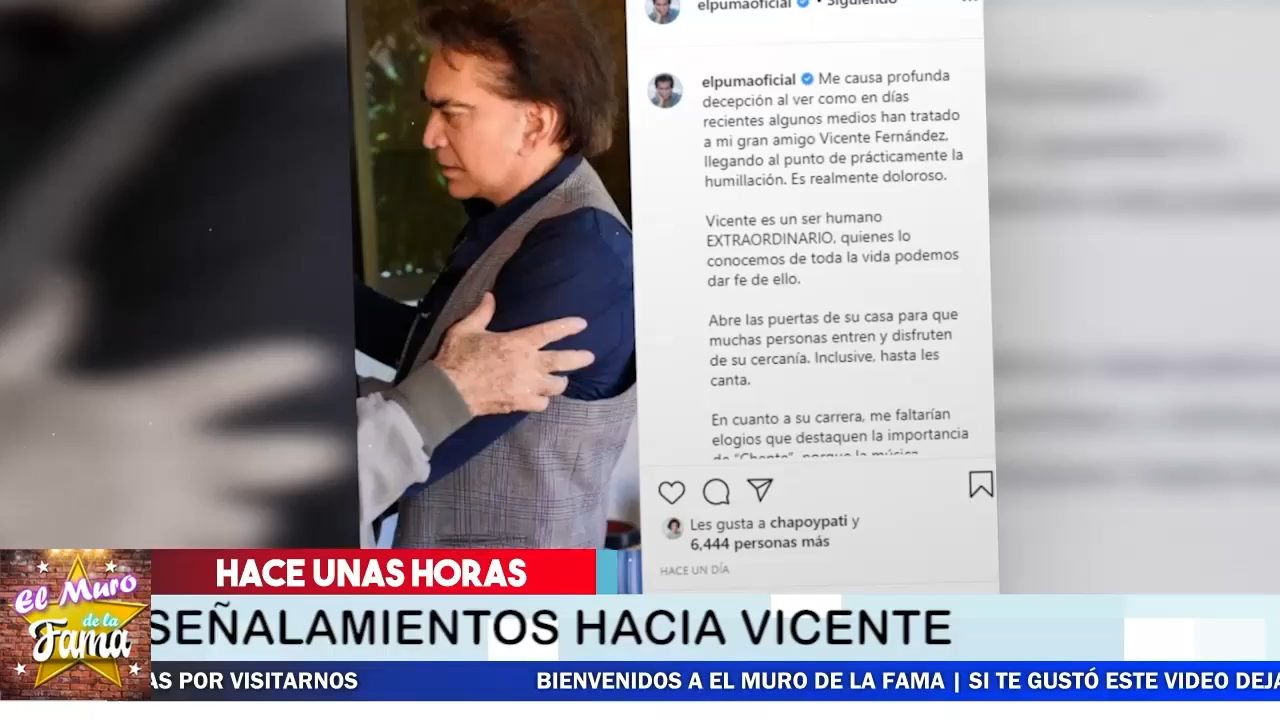 elpumaoficial • Siguiendo
elpumaoficial Me causa profunda
decepción al ver como en días
recientes algunos medios han tratado
a mi gran amigo Vicente Fernández,
llegando al punto de prácticamente la
humillación. Es realmente doloroso.
Vicente es un ser humano
EXTRAORDINARIO, quienes lo
conocemos de toda la vida podemos
dar fe de ello.
Abre las puertas de su casa para que
muchas personas entren y disfruten
de su cercanía. Inclusive, hasta les
canta.
En cuanto a su carrera, me faltarían
elogios que destaquen la importancia
de "Chente", porque la música
Les gusta a chapoypati y
6,444 personas más
HACE UN DÍA
HACE UNAS HORAS
SEÑALAMIENTOS HACIA VICENTE
El Muro
de la
Fama
AS POR VISITARNOS
BIENVENIDOS A EL MURO DE LA FAMA | SI TE GUSTÓ ESTE VIDEO DEJA